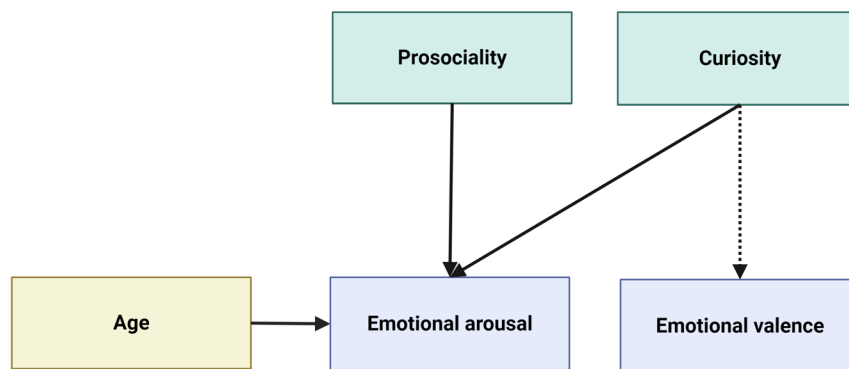 Prosociality
Curiosity
Age
Emotional arousal
Emotional valence